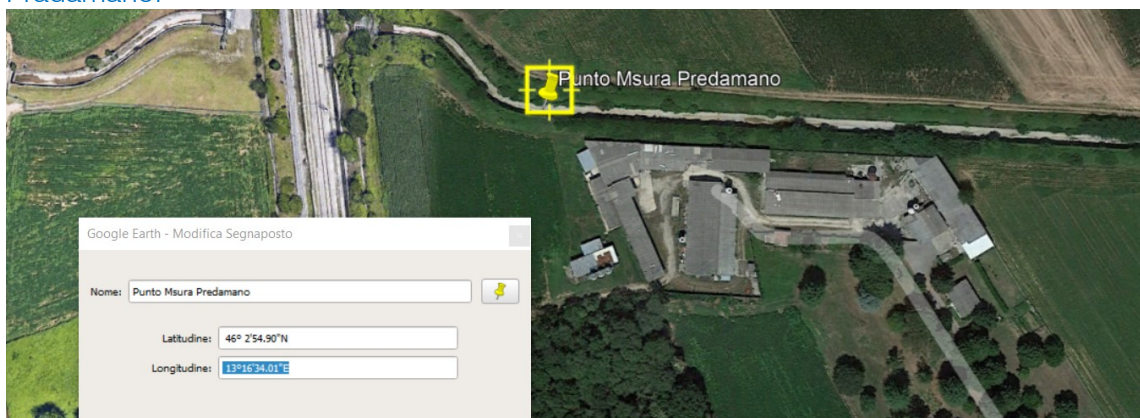 Pradamano.
Punto Msura Predamano
Google Earth - Modifica Segnaposto
Nome: Punto Msura Predamano
Latitudine: 46° 2'54.90"N
Longitudine: 13°16'34.01"E